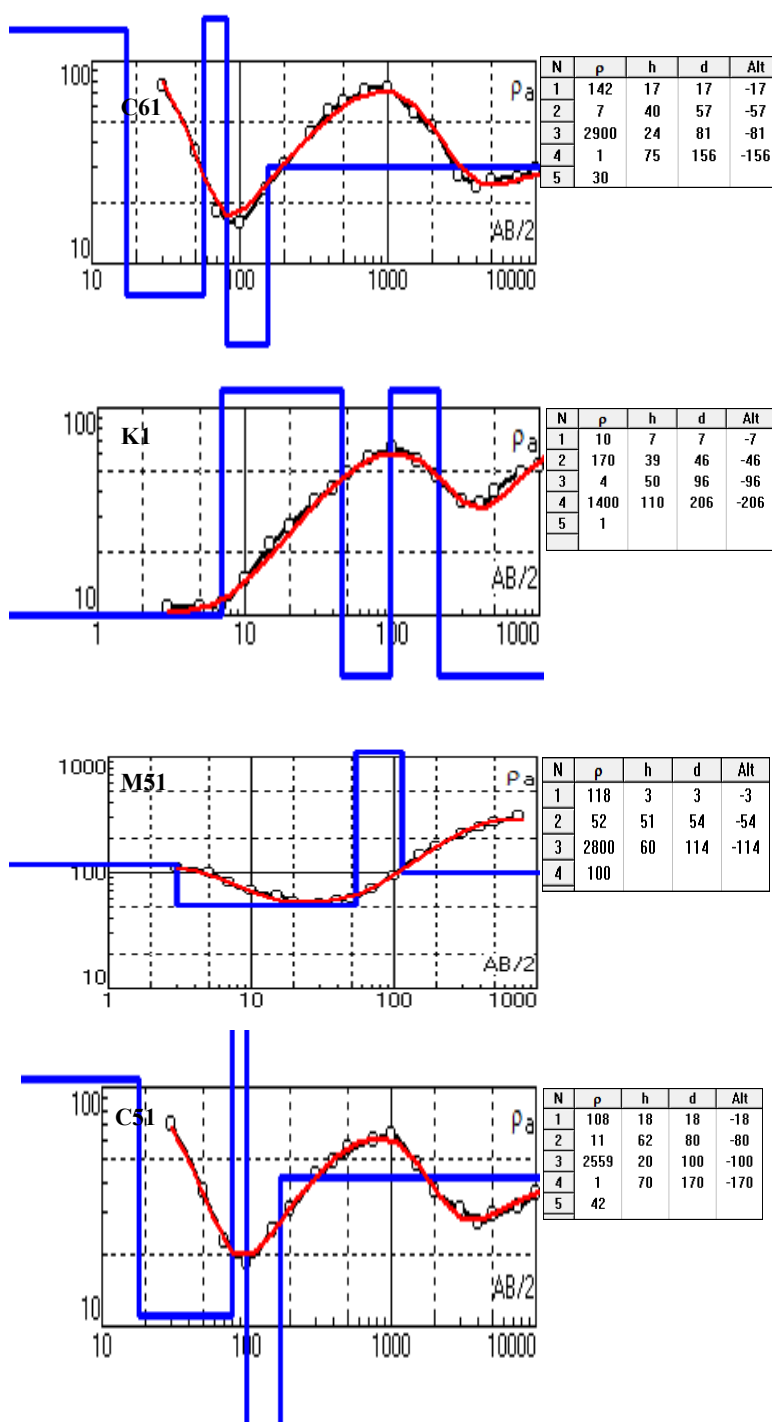 100
ρa
C61
AB/2
10
10 100 1000 10000
N ρ h d Alt
1 142 17 17 -17
2 7 40 57 -57
3 2900 24 81 -81
4 1 75 156 -156
5 30
100
K1
ρa
AB/2
10
1 10 100 1000
N ρ h d Alt
1 10 7 7 -7
2 170 39 46 -46
3 4 50 96 -96
4 1400 110 206 -206
5 1
1000
M51
ρa
100
AB/2
10
1 10 100 1000
N ρ h d Alt
1 118 3 3 -3
2 52 51 54 -54
3 2800 60 114 -114
4 100
100
C51
ρa
AB/2
10
10 100 1000 10000
N ρ h d Alt
1 108 18 18 -18
2 11 62 80 -80
3 2559 20 100 -100
4 1 70 170 -170
5 42